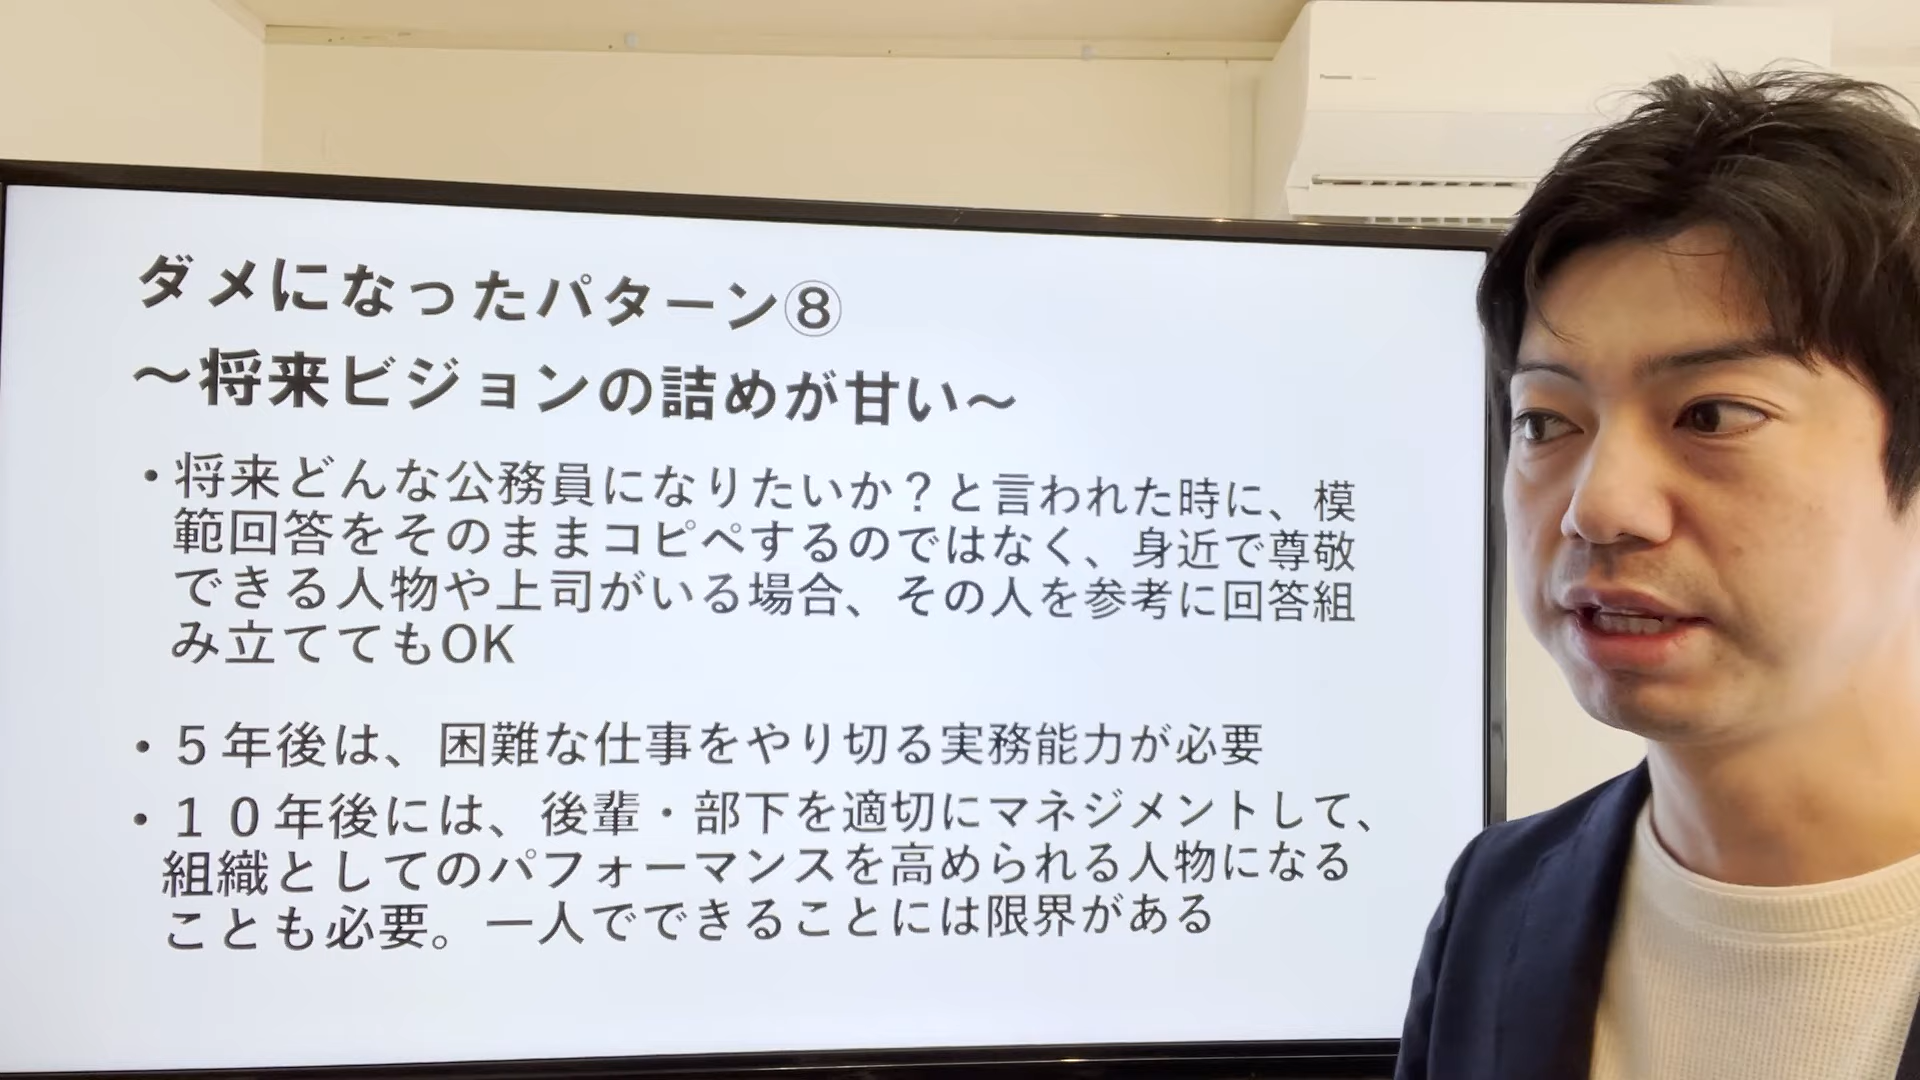 Panasonic
ダメになったパターン⑧
～将来ビジョンの詰めが甘い～
・将来どんな公務員になりたいか？と言われた時に、模
範回答をそのままコピペするのではなく、身近で尊敬
できる人物や上司がいる場合、その人を参考に回答組
み立ててもOK
・５年後は、困難な仕事をやり切る実務能力が必要
・１０年後には、後輩・部下を適切にマネジメントして、
組織としてのパフォーマンスを高められる人物になる
ことも必要。一人でできることには限界がある